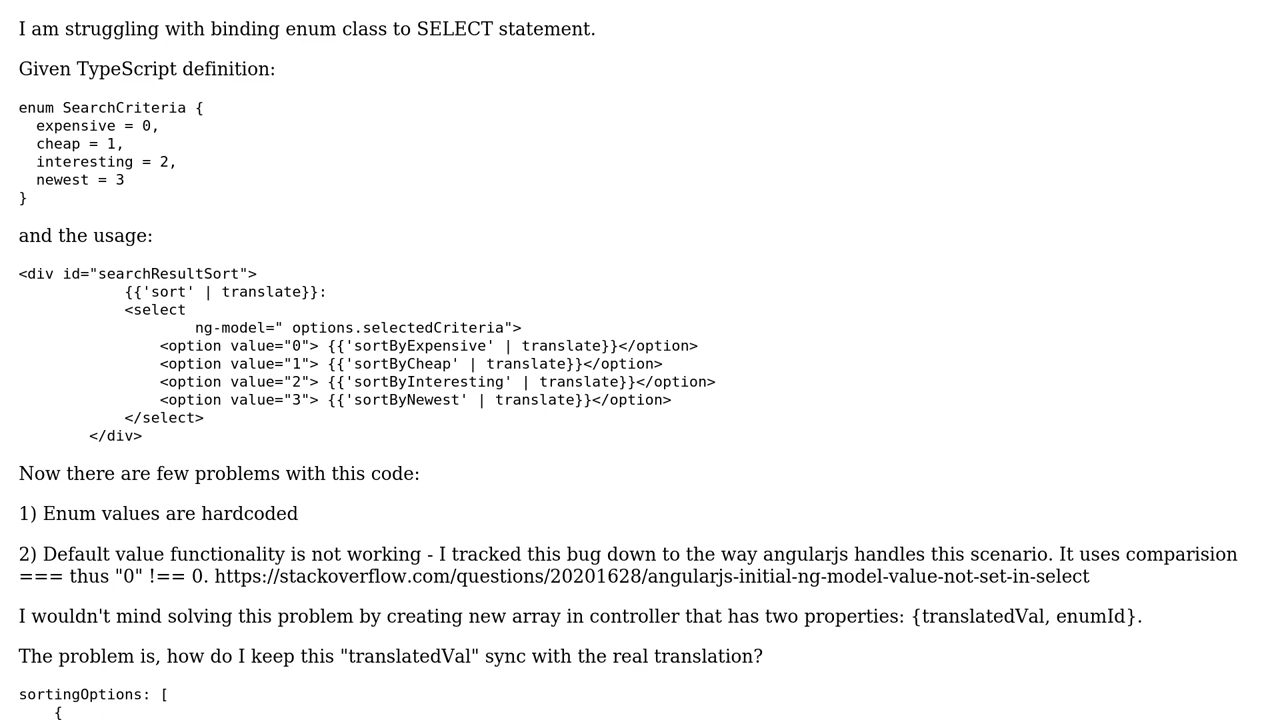 I am struggling with binding enum class to SELECT statement.
Given TypeScript definition:
enum SearchCriteria {
  expensive = 0,
  cheap = 1,
  interesting = 2,
  newest = 3
}
and the usage:
<div id="searchResultSort">
            {{'sort' | translate}}:
            <select
                    ng-model=" options.selectedCriteria">
                <option value="0"> {{'sortByExpensive' | translate}}</option>
                <option value="1"> {{'sortByCheap' | translate}}</option>
                <option value="2"> {{'sortByInteresting' | translate}}</option>
                <option value="3"> {{'sortByNewest' | translate}}</option>
            </select>
        </div>
Now there are few problems with this code:
1) Enum values are hardcoded
2) Default value functionality is not working - I tracked this bug down to the way angularjs handles this scenario. It uses comparision
=== thus "0" !== 0. https://stackoverflow.com/questions/20201628/angularjs-initial-ng-model-value-not-set-in-select
I wouldn't mind solving this problem by creating new array in controller that has two properties: {translatedVal, enumId}.
The problem is, how do I keep this "translatedVal" sync with the real translation?
sortingOptions: [
    {